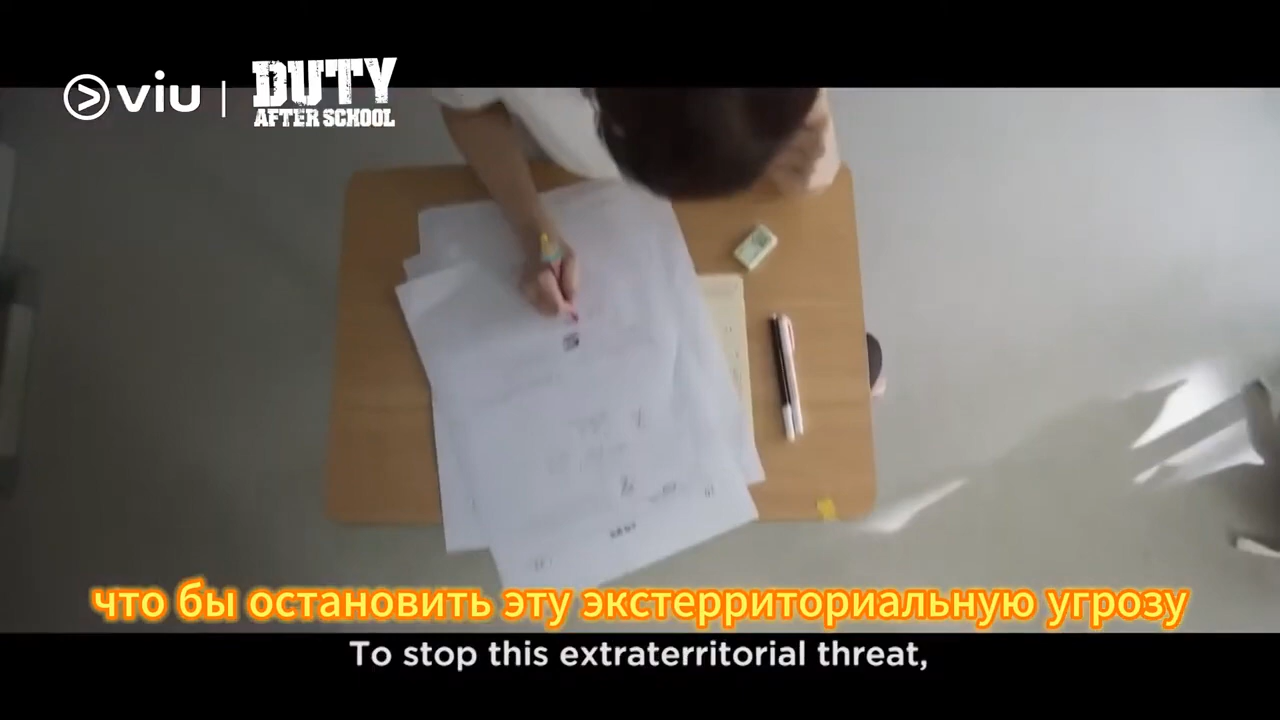 viu
DUTY
AFTER SCHOOL
что бы остановить эту экстерриториальную угрозу
To stop this extraterritorial threat,